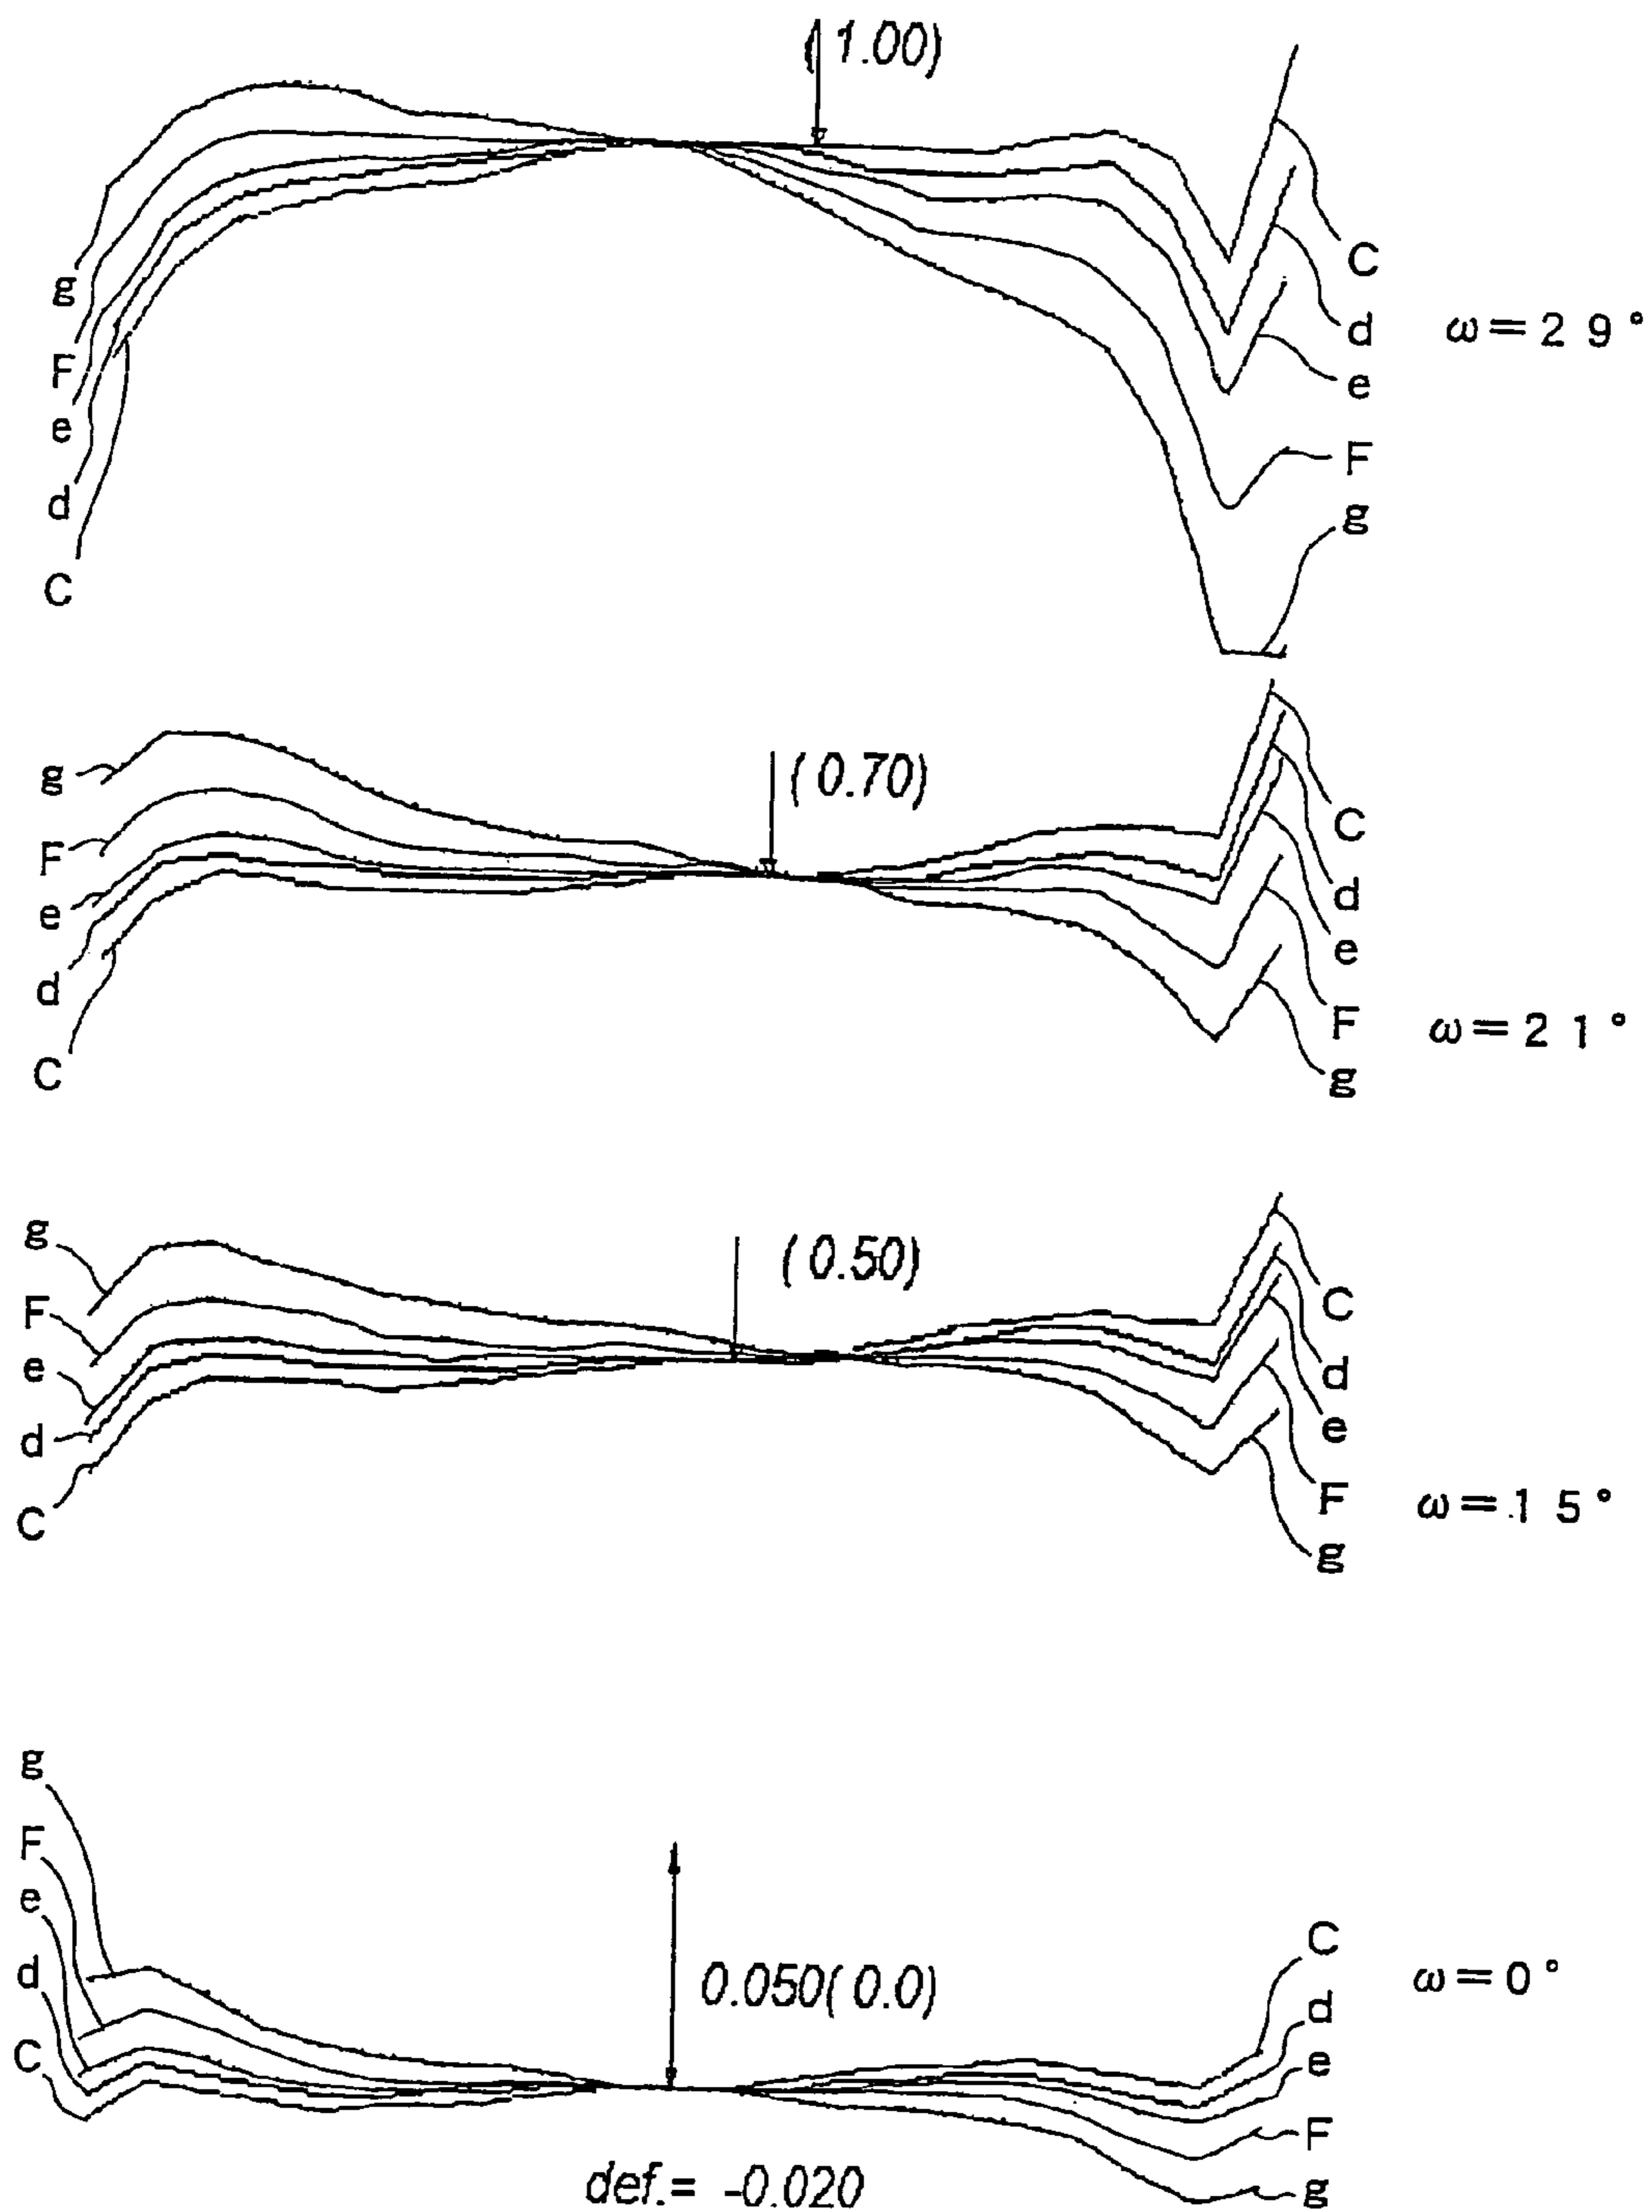 (1.00)
g
F
e
d
C
C
d
e
F
g
ω=29°
(0.70)
g
F
e
d
C
C
d
e
F
g
ω=21°
(0.50)
g
F
e
d
C
C
d
e
F
g
ω=15°
g
F
e
d
C
0.050(0.0)
C
d
e
F
g
ω=0°
def.= -0.020